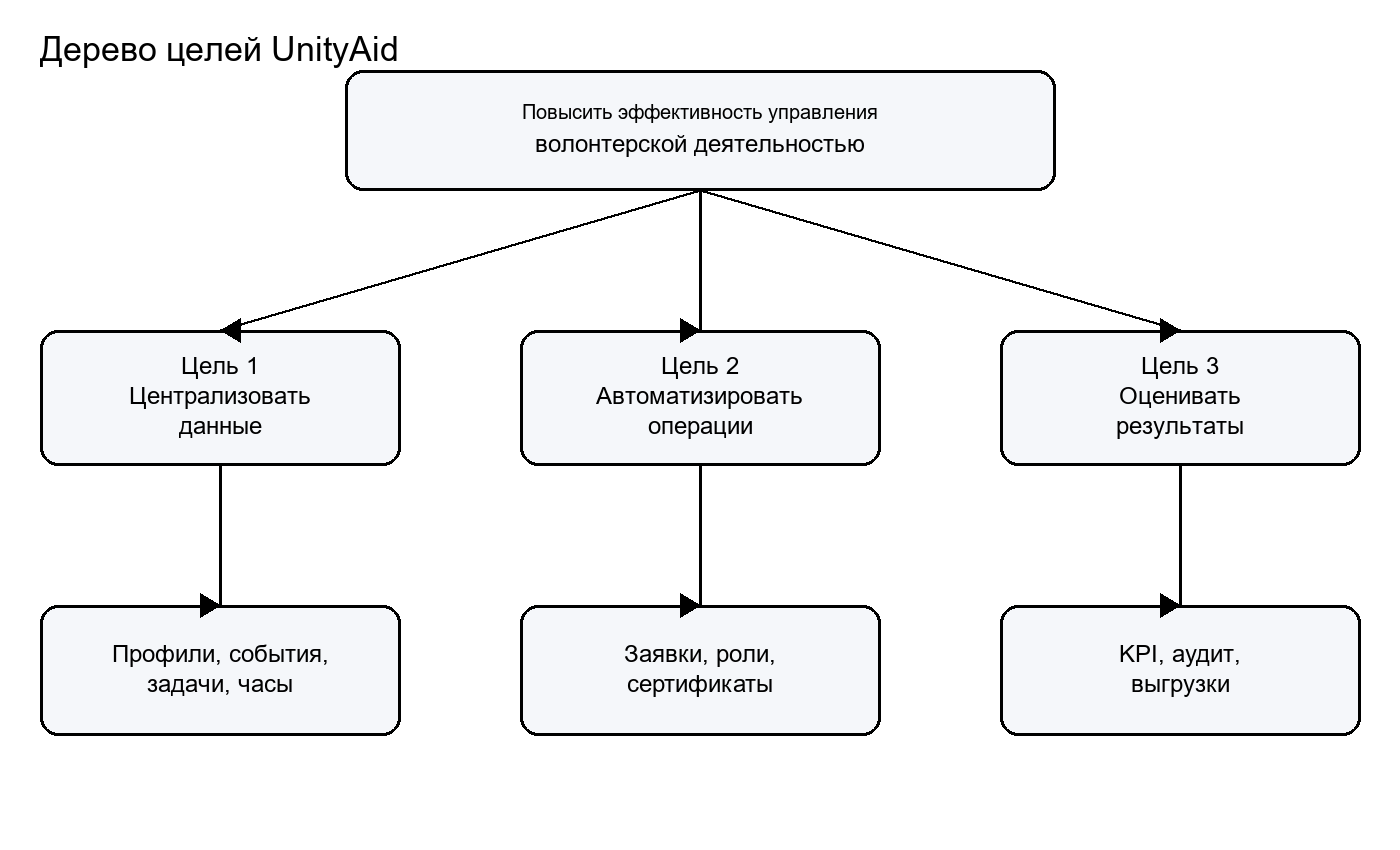 Дерево целей UnityAid
Повысить эффективность управления
волонтерской деятельностью
Цель 1
Централизовать
данные
Цель 2
Автоматизировать
операции
Цель 3
Оценивать
результаты
Профили, события,
задачи, часы
Заявки, роли,
сертификаты
KPI, аудит,
выгрузки